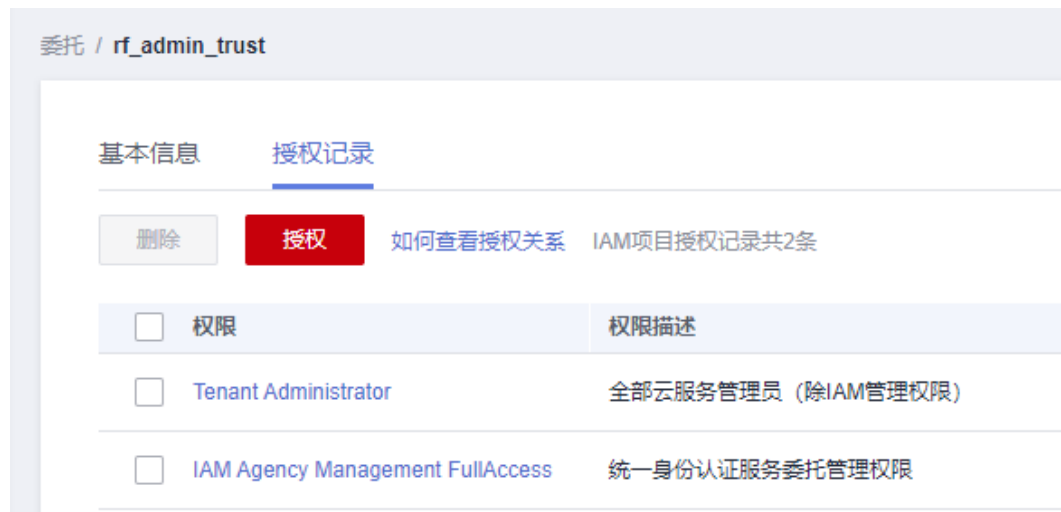 委托 / rf_admin_trust
基本信息 授权记录
删除 授权 如何查看授权关系 IAM项目授权记录共2条
权限 权限描述
Tenant Administrator 全部云服务管理员（除IAM管理权限）
IAM Agency Management FullAccess 统一身份认证服务委托管理权限